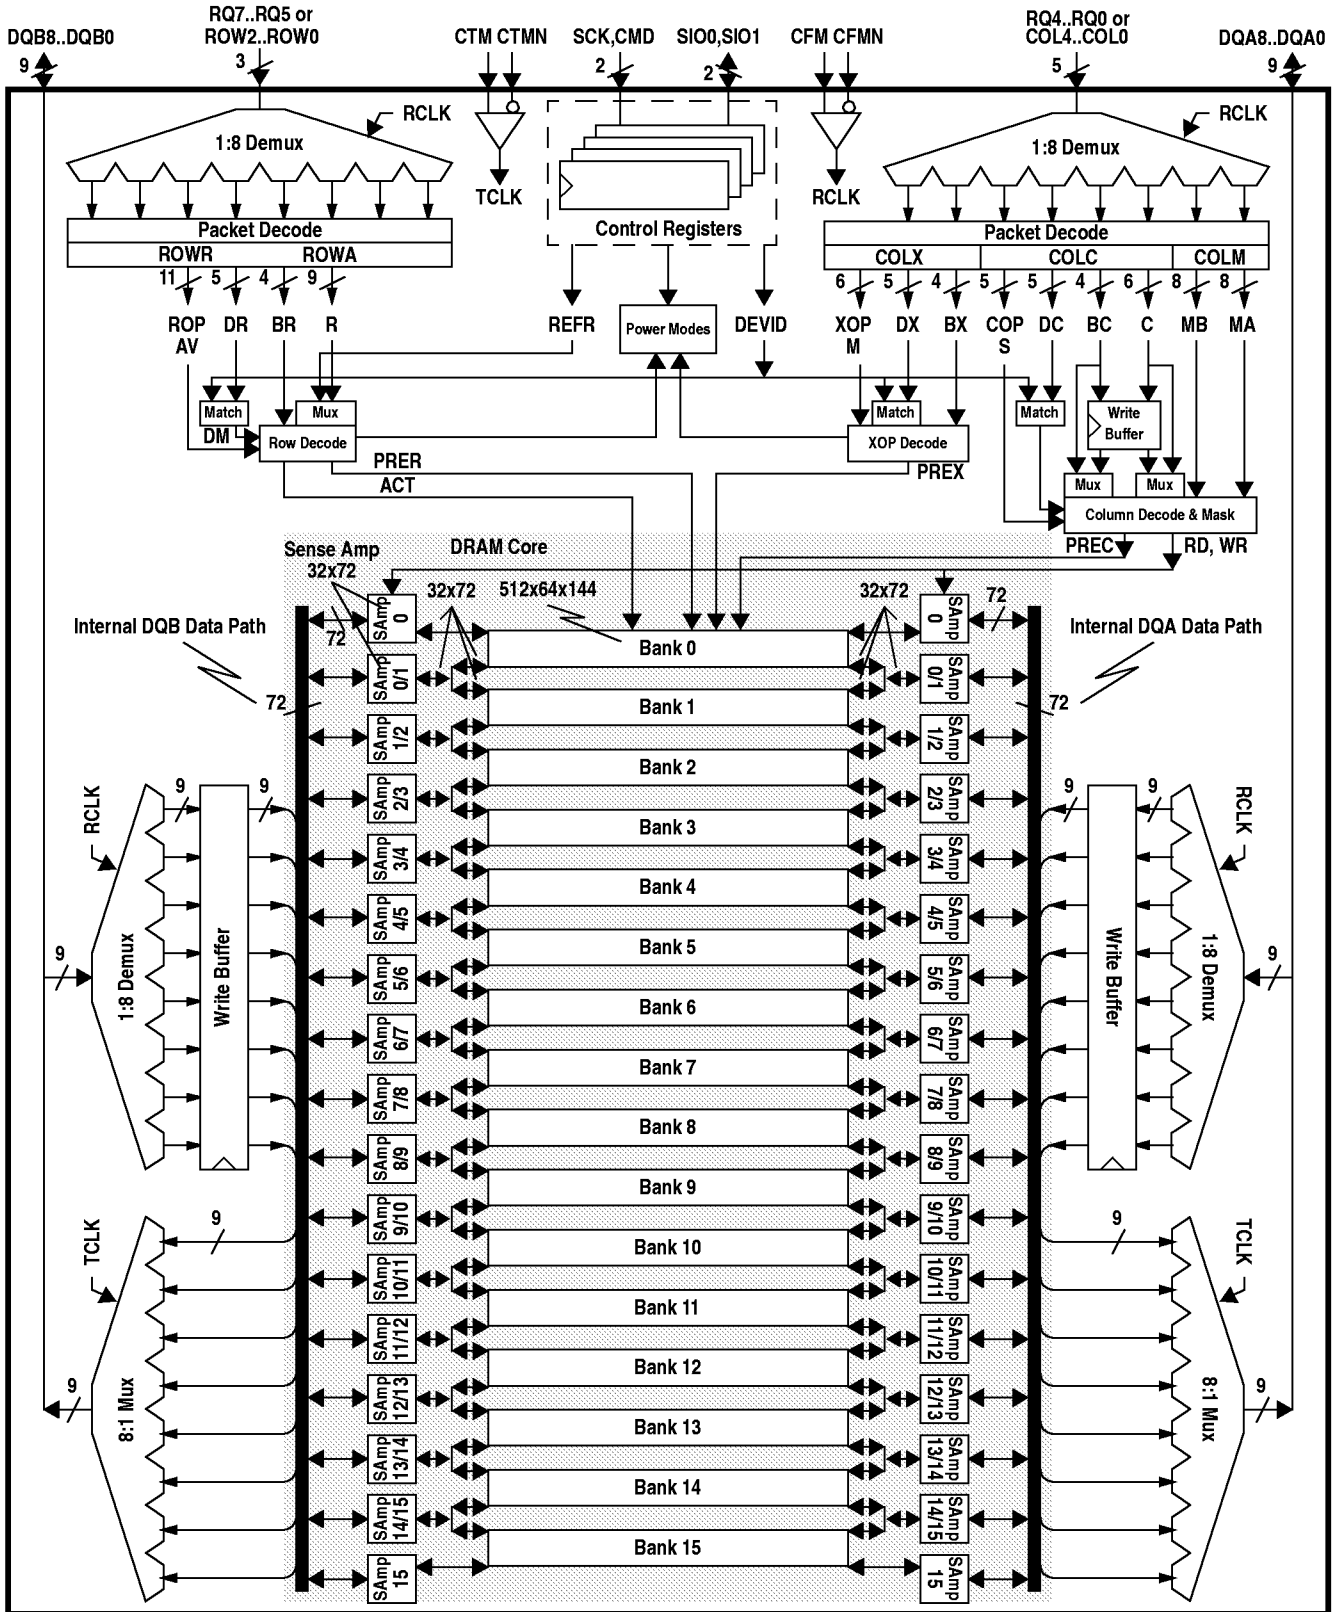 RQ7..RQ5 or
ROW2..ROW0
DQB8..DQB0
CTM CTMN
SCK,CMD
SIO0,SIO1
CFM CFMN
RQ4..RQ0 or
COL4..COL0
DQA8..DQA0
9
3
2
2
5
9
RCLK
1:8 Demux
TCLK
Control Registers
RCLK
RCLK
1:8 Demux
Packet Decode
ROWR
ROWA
Packet Decode
COLX
COLC
COLM
11
5
4
9
6
5
4
5
5
4
6
8
8
ROP
AV
DR
BR
R
REFR
Power Modes
DEVID
XOP
M
DX
BX
COP
S
DC
BC
C
MB
MA
Match
Mux
DM
Row Decode
Match
XOP Decode
Match
Write
Buffer
Mux
Mux
Column Decode & Mask
PRER
ACT
PREX
PREC
RD, WR
Sense Amp
32x72
DRAM Core
32x72
512x64x144
32x72
72
72
Internal DQB Data Path
72
Internal DQA Data Path
72
SAmp
0
Bank 0
SAmp
0
SAmp
0/1
Bank 1
SAmp
0/1
SAmp
1/2
Bank 2
SAmp
1/2
SAmp
2/3
Bank 3
SAmp
2/3
SAmp
3/4
Bank 4
SAmp
3/4
SAmp
4/5
Bank 5
SAmp
4/5
SAmp
5/6
Bank 6
SAmp
5/6
SAmp
6/7
Bank 7
SAmp
6/7
SAmp
7/8
Bank 8
SAmp
7/8
SAmp
8/9
Bank 9
SAmp
8/9
SAmp
9/10
Bank 10
SAmp
9/10
SAmp
10/11
Bank 11
SAmp
10/11
SAmp
11/12
Bank 12
SAmp
11/12
SAmp
12/13
Bank 13
SAmp
12/13
SAmp
13/14
Bank 14
SAmp
13/14
SAmp
14/15
Bank 15
SAmp
14/15
SAmp
15
SAmp
15
RCLK
9
9
9
1:8 Demux
Write Buffer
9
9
RCLK
Write Buffer
1:8 Demux
9
TCLK
9
9
8:1 Mux
9
TCLK
8:1 Mux
9